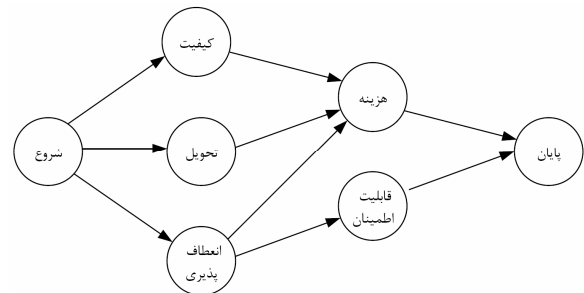 کیفیت
هزینه
شروع
تحویل
پایان
قابلیت
اطمینان
انعطاف
پذیری